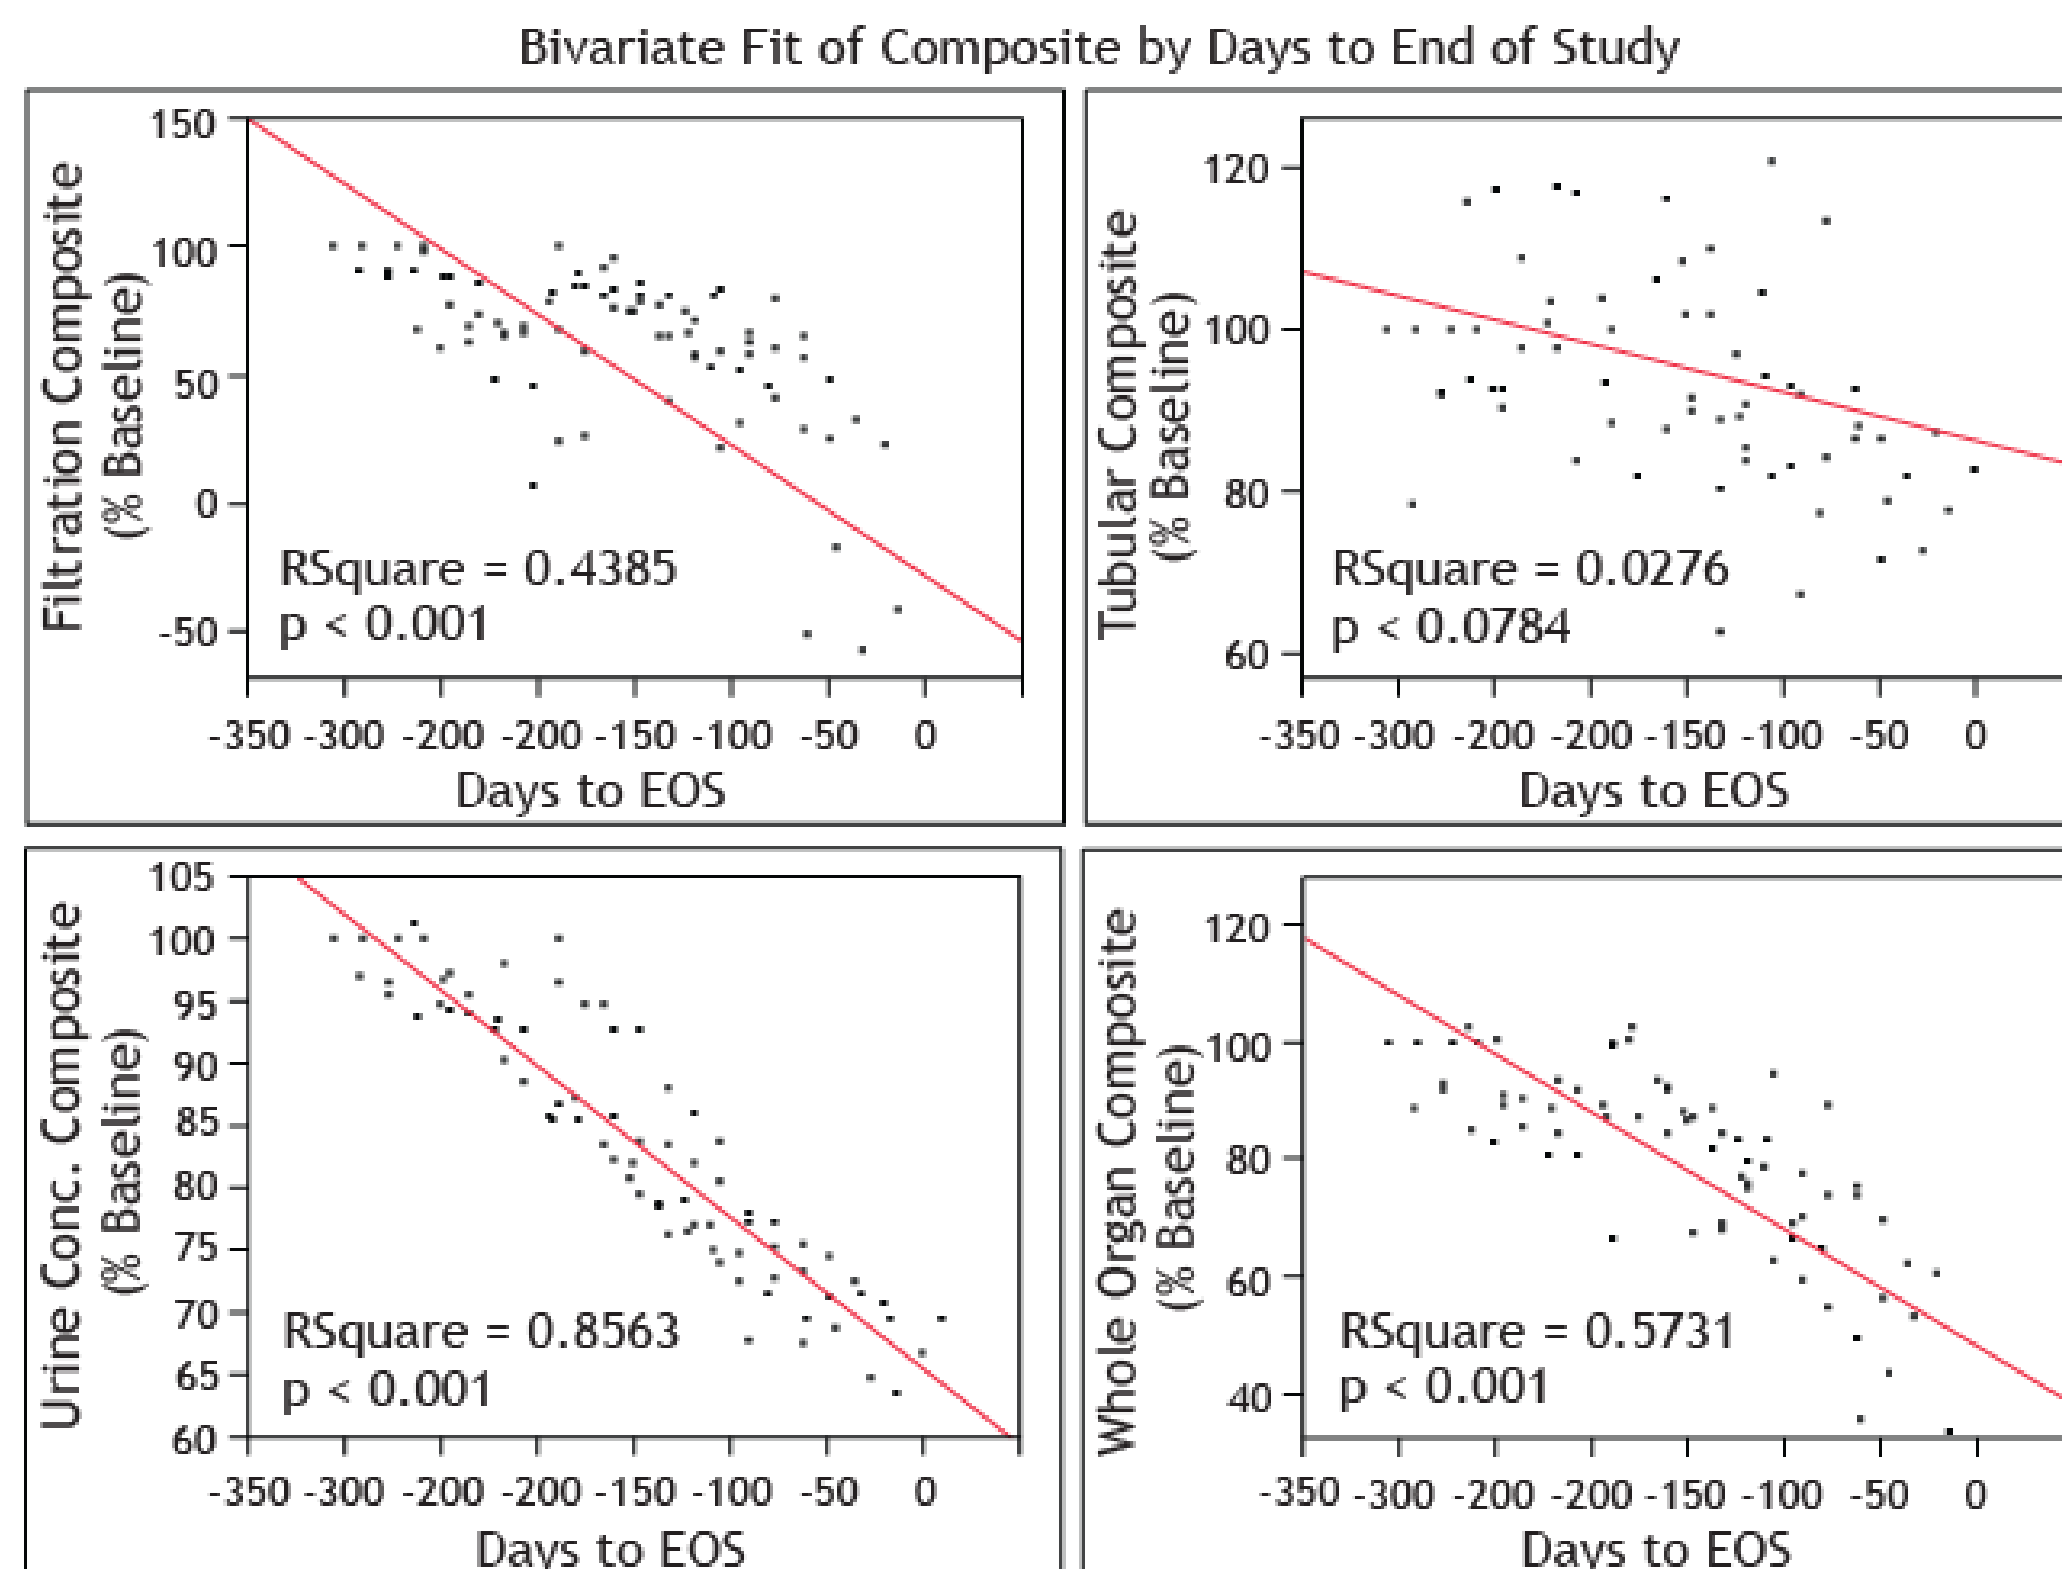 Bivariate Fit of Composite by Days to End of Study
Filtration Composite
(% Baseline)
150
100
50
0
-50
RSquare = 0.4385
p < 0.001
-350 -300 -200 -200 -150 -100 -50 0
Days to EOS
Tubular Composite
(% Baseline)
120
100
80
60
RSquare = 0.0276
p < 0.0784
-350 -300 -200 -200 -150 -100 -50 0
Days to EOS
Urine Conc. Composite
(% Baseline)
105
100
95
90
85
80
75
70
65
60
RSquare = 0.8563
p < 0.001
-350 -300 -200 -200 -150 -100 -50 0
Days to EOS
Whole Organ Composite
(% Baseline)
120
100
80
60
40
RSquare = 0.5731
p < 0.001
-350 -300 -200 -200 -150 -100 -50 0
Days to EOS